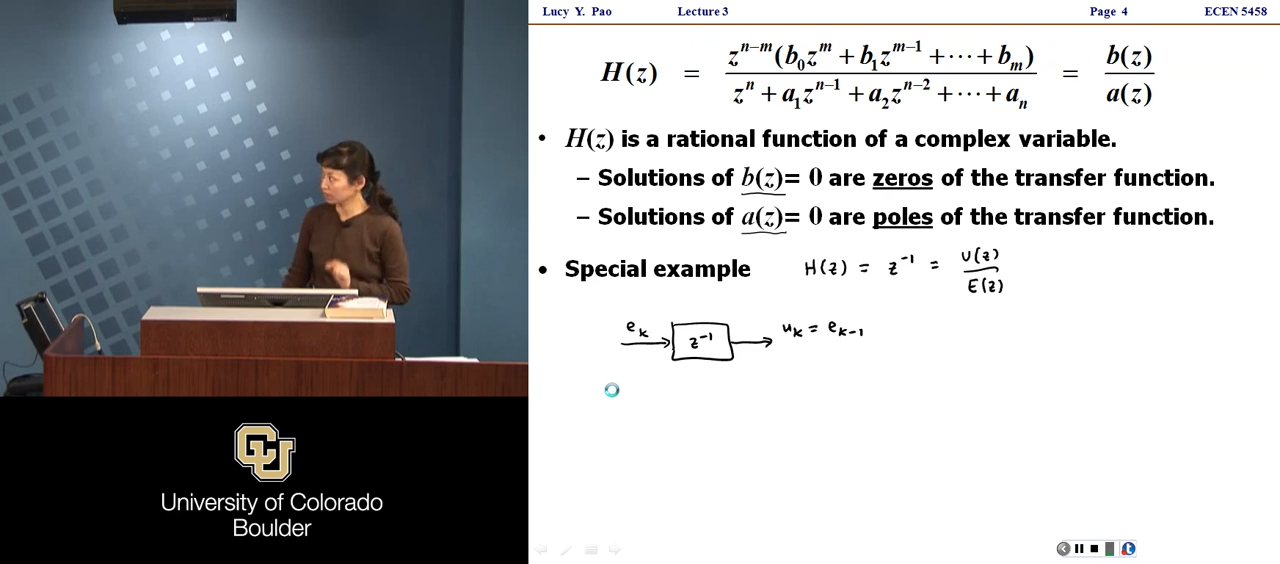 Lucy Y. Pao Lecture 3 Page 4 ECEN 5458
H(z) = z^{n-m}(b_0z^m + b_1z^{m-1} + ⋯ + b_m) / z^n + a_1z^{n-1} + a_2z^{n-2} + ⋯ + a_n = b(z) / a(z)
• H(z) is a rational function of a complex variable.
– Solutions of b(z)= 0 are zeros of the transfer function.
– Solutions of a(z)= 0 are poles of the transfer function.
• Special example H(z) = z^{-1} = U(z) / E(z)
e_k z^{-1} u_k = e_{k-1}
CU
University of Colorado
Boulder